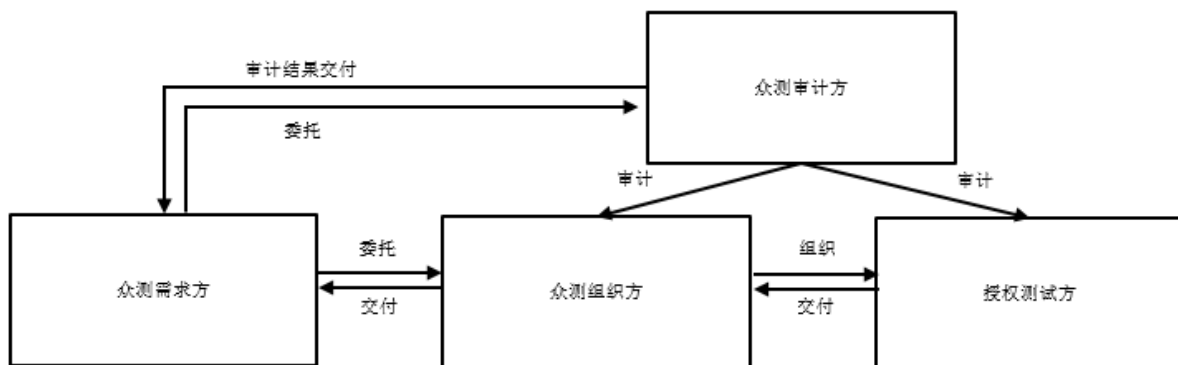 审计结果交付
众测审计方
委托
审计
审计
委托
组织
众测需求方
众测组织方
授权测试方
交付
交付